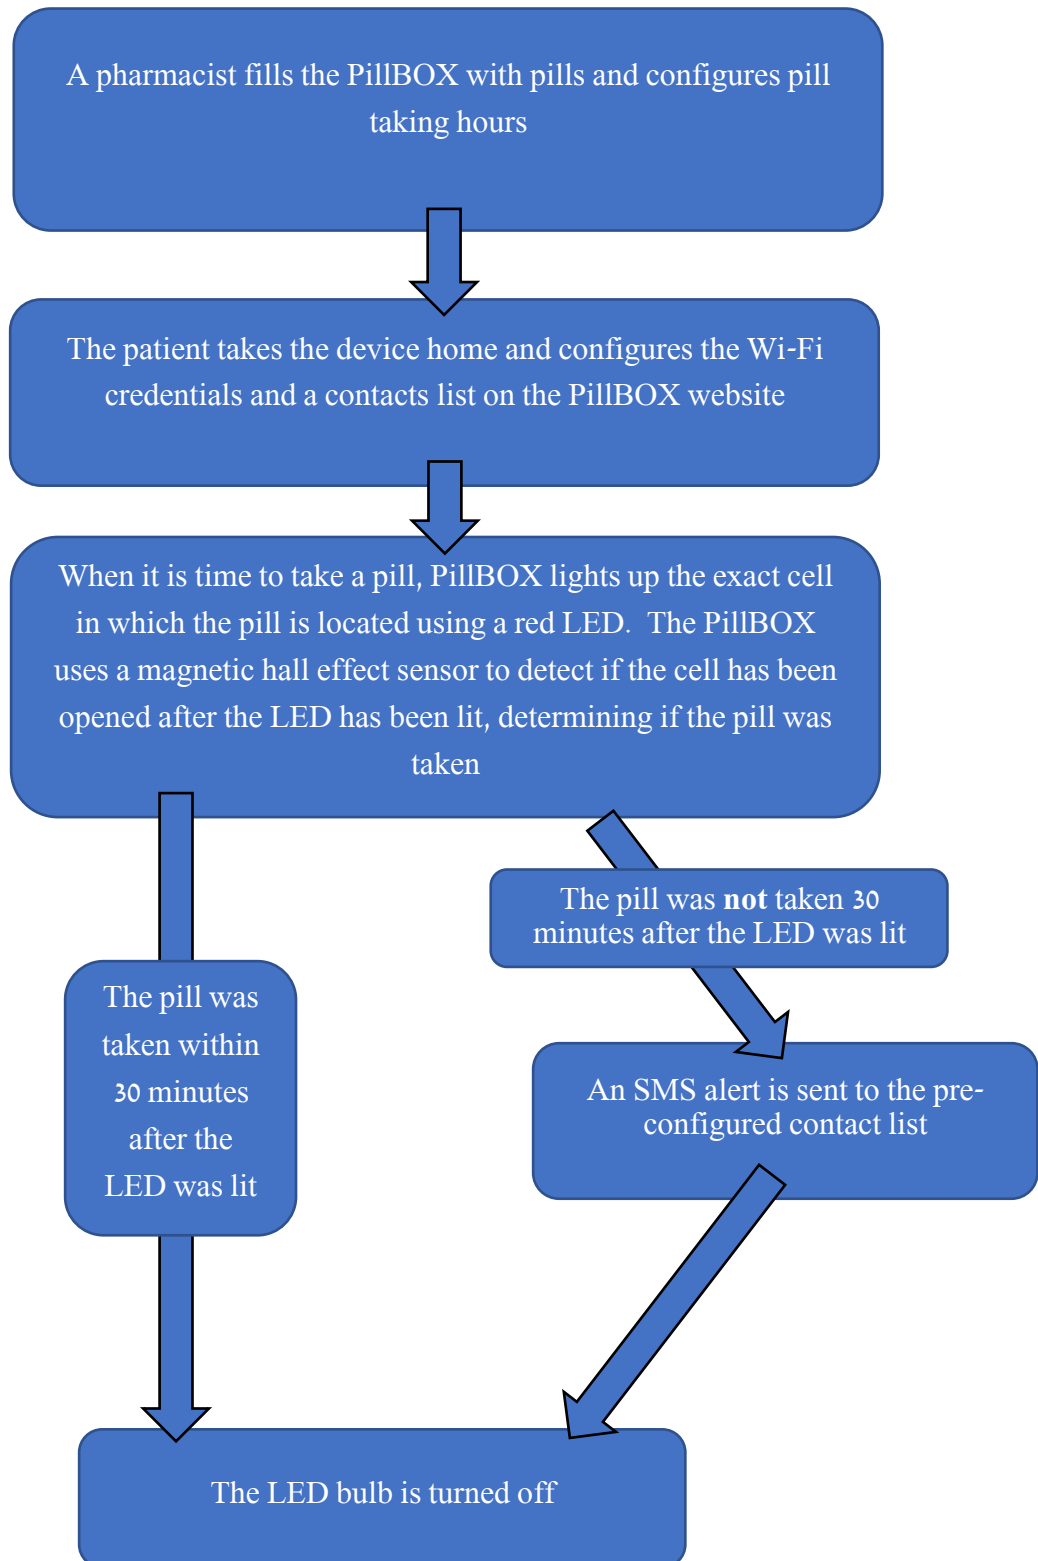 A pharmacist fills the PillBOX with pills and configures pill
taking hours
The patient takes the device home and configures the Wi-Fi
credentials and a contacts list on the PillBOX website
When it is time to take a pill, PillBOX lights up the exact cell
in which the pill is located using a red LED.  The PillBOX
uses a magnetic hall effect sensor to detect if the cell has been
opened after the LED has been lit, determining if the pill was
taken
The pill was not taken 30
minutes after the LED was lit
The pill was
taken within
30 minutes
after the
LED was lit
An SMS alert is sent to the pre-
configured contact list
The LED bulb is turned off